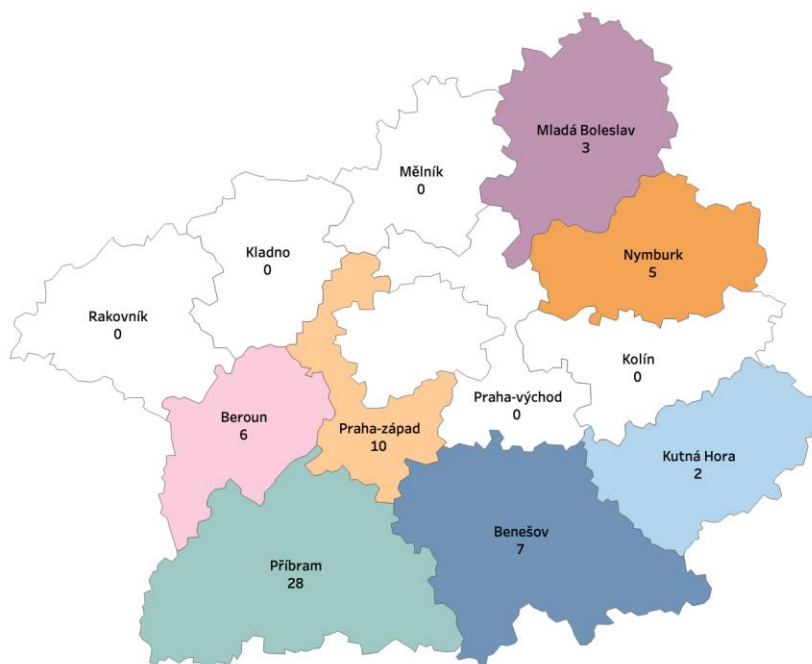 Mladá Boleslav
3
Mělník
0
Kladno
0
Nymburk
5
Rakovník
0
Kolín
0
Praha-východ
0
Beroun
6
Praha-západ
10
Kutná Hora
2
Benešov
7
Příbram
28